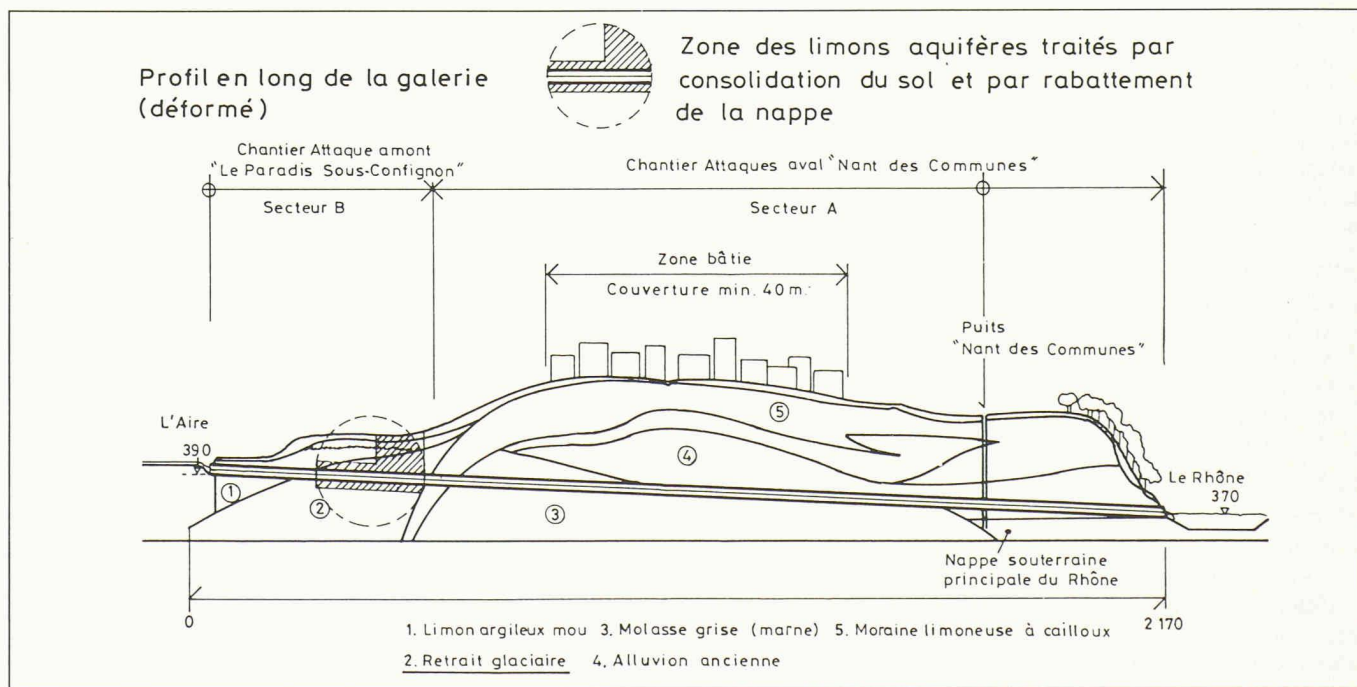 Profil en long de la galerie
(déformé)
Zone des limons aquifères traités par
consolidation du sol et par rabattement
de la nappe
Chantier Attaque amont
"Le Paradis Sous-Confignon"
Chantier Attaques aval "Nant des Communes"
Secteur B
Secteur A
Zone bâtie
Couverture min. 40 m.
Puits
"Nant des Communes"
L'Aire
390
5
4
Le Rhône
370
1
2
3
Nappe souterraine
principale du Rhône
0
2 170
1. Limon argileux mou 3. Molasse grise (marne) 5. Moraine limoneuse à cailloux
2. Retrait glaciaire 4. Alluvion ancienne